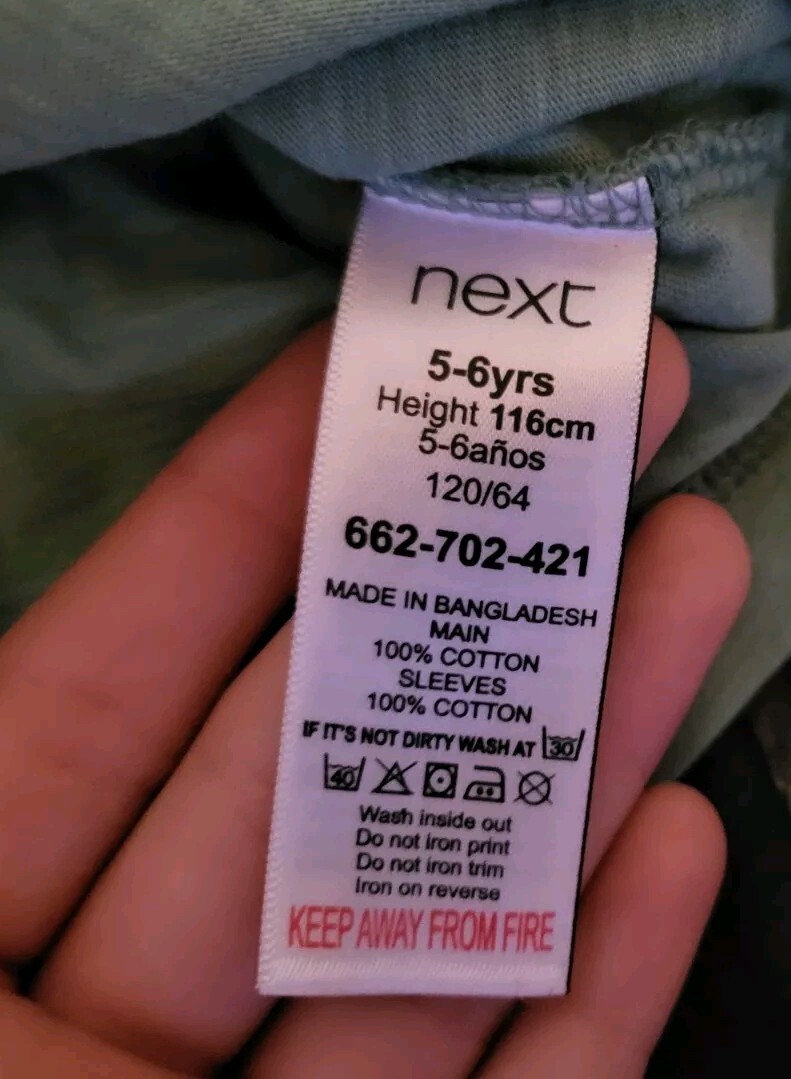 next
5-6yrs
Height 116cm
5-6años
120/64
662-702-421
MADE IN BANGLADESH
MAIN
100% COTTON
SLEEVES
100% COTTON
IF IT'S NOT DIRTY WASH AT 30
40
Wash inside out
Do not iron print
Do not iron trim
Iron on reverse
KEEP AWAY FROM FIRE